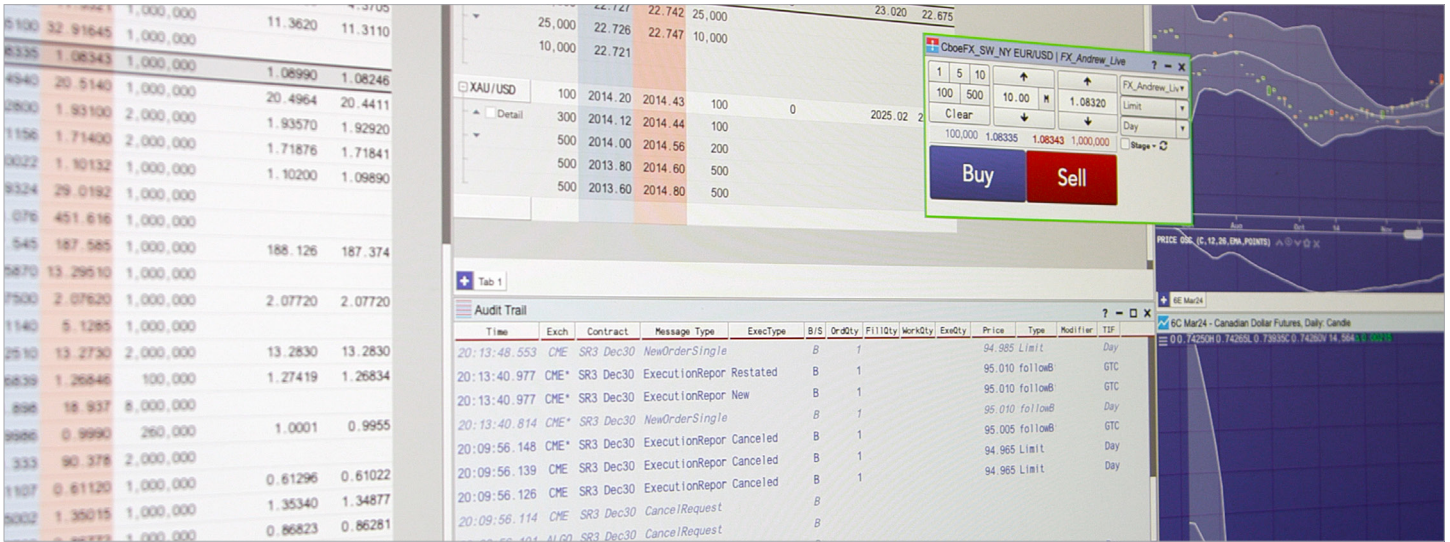 4.3705
32.91645 1,000,000 11.3620 11.3110
1.08343 1,000,000 1.08990 1.08246
20.5140 1,000,000 20.4964 20.4411
1.93100 2,000,000 1.93570 1.92920
1.71400 2,000,000 1.71876 1.71841
1.10132 1,000,000 1.10200 1.09890
29.0192 1,000,000
451.616 1,000,000
187.585 1,000,000 188.126 187.374
13.29510 1,000,000
2.07620 1,000,000 2.07720 2.07720
5.1285 1,000,000
13.2730 2,000,000 13.2830 13.2830
1.26846 100,000 1.27419 1.26834
18.937 8,000,000
0.9990 260,000 1.0001 0.9955
90.378 2,000,000
0.61120 1,000,000 0.61296 0.61022
1.35015 1,000,000 1.35340 1.34877
0.86823 0.86281
22.727 22.742 25,000 23.020 22.675
25,000 22.726 22.747 10,000
10,000 22.721
XAU/USD 100 2014.20 2014.43 100 0 2025.02
Detail 300 2014.12 2014.44 100
500 2014.00 2014.56 200
500 2013.80 2014.60 500
500 2013.60 2014.80 500
Tab 1
CboeFX_SW_NY EUR/USD | FX_Andrew_Live ? – X
1 5 10
100 500
Clear
10.00 M
1.08320
FX_Andrew_Liv
Limit
Day
100,000 1.08335 1.08343 1,000,000
Stage
Buy Sell
Audit Trail ? – □ X
Time Exch Contract Message Type ExecType B/S OrdQty FillQty WorkQty ExeQty Price Type Modifier TIF
20:13:48.553 CME SR3 Dec30 NewOrderSingle B 1 94.985 Limit Day
20:13:40.977 CME* SR3 Dec30 ExecutionRepor Restated B 1 95.010 followB GTC
20:13:40.977 CME* SR3 Dec30 ExecutionRepor New B 1 95.010 followB GTC
20:13:40.814 CME* SR3 Dec30 NewOrderSingle B 1 95.010 followB Day
20:09:56.148 CME* SR3 Dec30 ExecutionRepor Canceled B 1 95.005 followB GTC
20:09:56.139 CME SR3 Dec30 ExecutionRepor Canceled B 1 94.965 Limit Day
20:09:56.126 CME SR3 Dec30 ExecutionRepor Canceled B 1 94.965 Limit Day
20:09:56.114 CME SR3 Dec30 CancelRequest B
ALGO SR3 Dec30 CancelRequest B
Aug Oct 14 Nov
PRICE OSC (C,12,26,EMA,POINTS)
6E Mar24
6C Mar24 - Canadian Dollar Futures, Daily: Candle
O 0.74250H 0.74265L 0.73935C 0.74260V 14,564